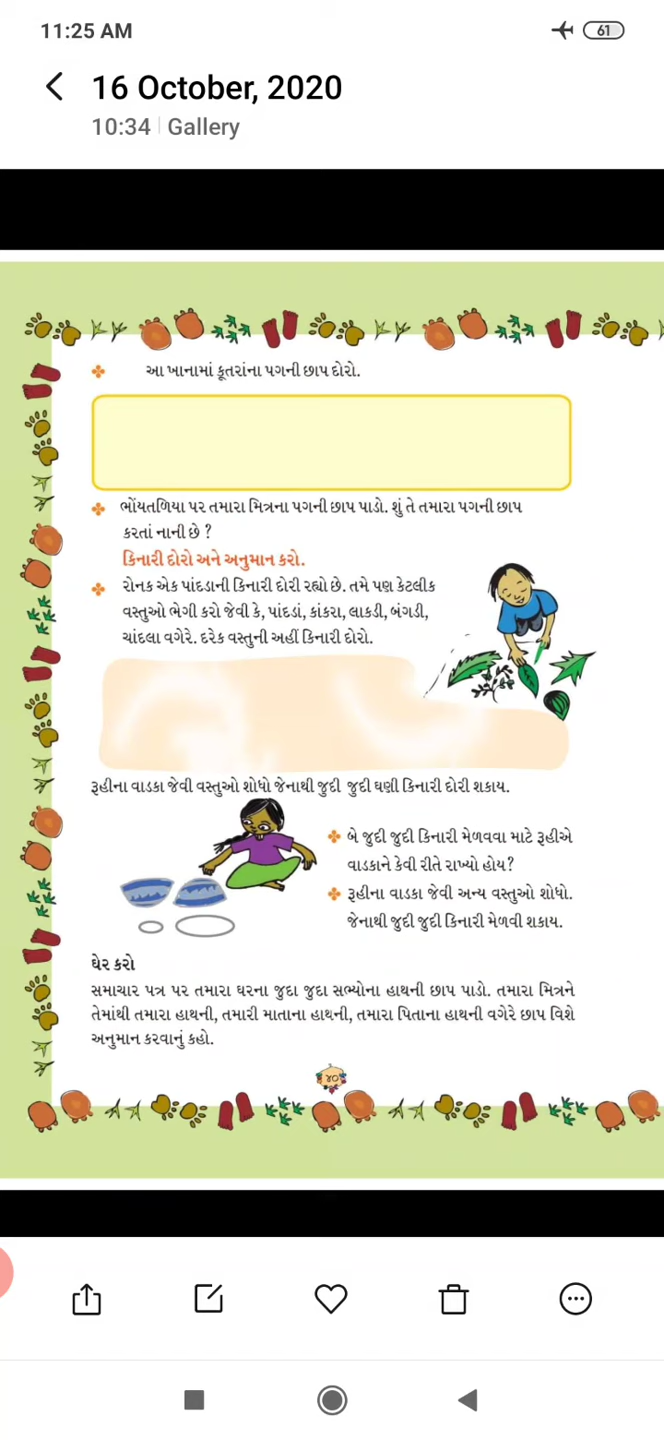 11:25 AM
61
16 October, 2020
10:34 | Gallery
આ ખાનામાં કૂતરાંના પગની છાપ દોરો.
ભોંયતળિયા પર તમારા મિત્રના પગની છાપ પાડો. શું તે તમારા પગની છાપ
કરતાં નાની છે ?
કિનારી દોરો અને અનુમાન કરો.
રોનક એક પાંદડાની કિનારી દોરી રહ્યો છે. તમે પણ કેટલીક
વસ્તુઓ ભેગી કરો જેવી કે, પાંદડાં, કાંકરા, લાકડી, બંગડી,
ચાંદલા વગેરે. દરેક વસ્તુની અહીં કિનારી દોરો.
રૂહીના વાડકા જેવી વસ્તુઓ શોધો જેનાથી જુદી જુદી ઘણી કિનારી દોરી શકાય.
બે જુદી જુદી કિનારી મેળવવા માટે રૂહીએ
વાડકાને કેવી રીતે રાખ્યો હોય?
રૂહીના વાડકા જેવી અન્ય વસ્તુઓ શોધો.
જેનાથી જુદી જુદી કિનારી મેળવી શકાય.
ઘેર કરો
સમાચાર પત્ર પર તમારા ઘરના જુદા જુદા સભ્યોના હાથની છાપ પાડો. તમારા મિત્રને
તેમાંથી તમારા હાથની, તમારી માતાના હાથની, તમારા પિતાના હાથની વગેરે છાપ વિશે
અનુમાન કરવાનું કહો.
૪૦